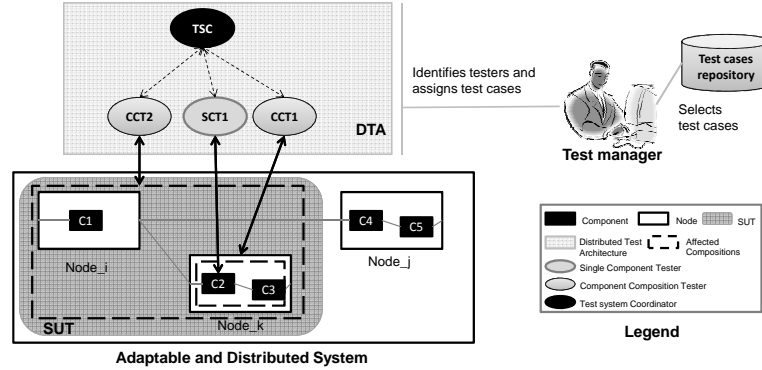 TSC
CCT2
SCT1
CCT1
DTA
Identifies testers and
assigns test cases
Test cases
repository
Selects
test cases
Test manager
C1
Node_i
C2
C3
Node_k
C4
C5
Node_j
SUT
Adaptable and Distributed System
Component
Node
SUT
Distributed Test
Architecture
Affected
Compositions
Single Component Tester
Component Composition Tester
Test system Coordinator
Legend